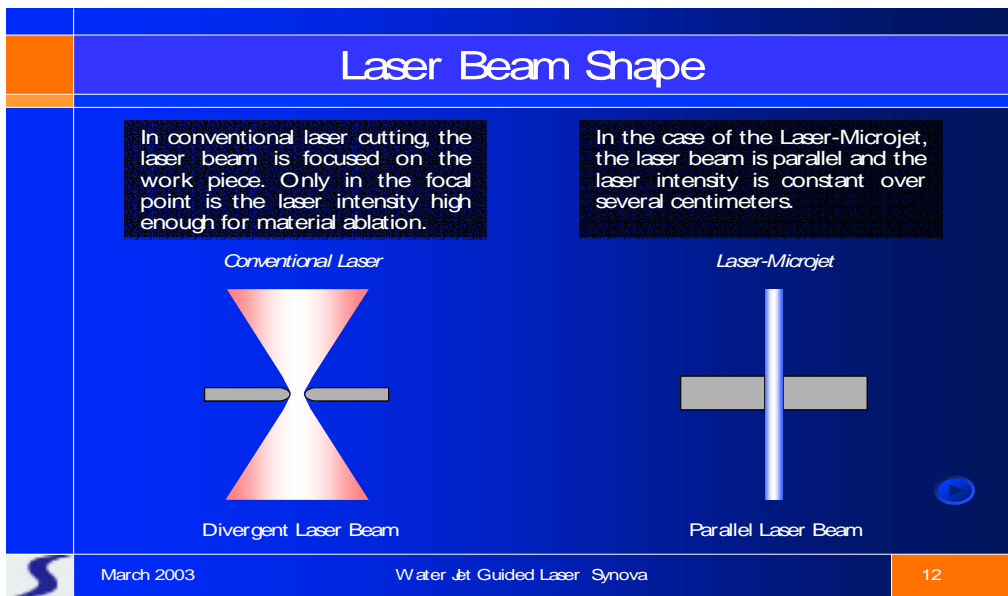 Laser Beam Shape
In conventional laser cutting, the
laser beam is focused on the
work piece. Only in the focal
point is the laser intensity high
enough for material ablation.
In the case of the Laser-Microjet,
the laser beam is parallel and the
laser intensity is constant over
several centimeters.
Conventional Laser
Laser-Microjet
Divergent Laser Beam
Parallel Laser Beam
March 2003
Water Jet Guided Laser Synova
12